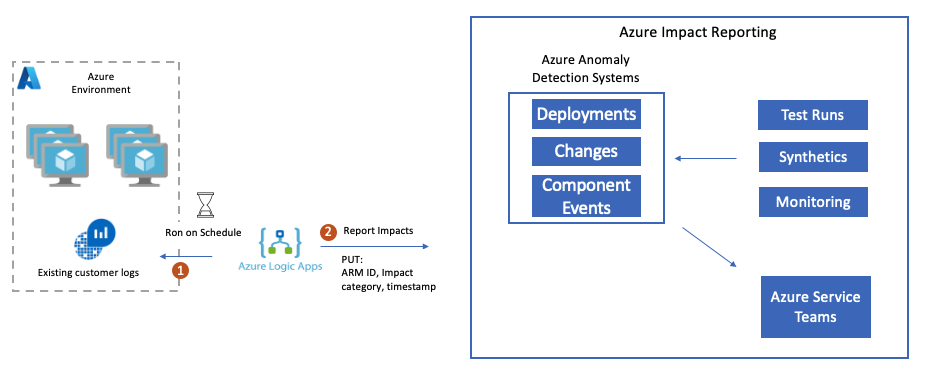 Azure Impact Reporting
Azure
Environment
Azure Anomaly
Detection Systems
Deployments
Changes
Component
Events
Test Runs
Synthetics
Monitoring
Ron on Schedule
2
Report Impacts
Existing customer logs
1
Azure Logic Apps
PUT:
ARM ID, Impact
category, timestamp
Azure Service
Teams